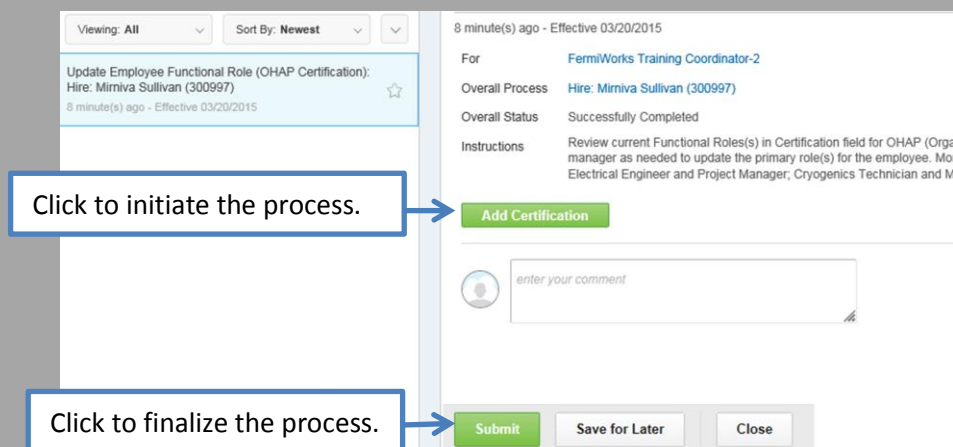 Viewing: All
Sort By: Newest
Update Employee Functional Role (OHAP Certification):
Hire: Mirniva Sullivan (300997)
8 minute(s) ago - Effective 03/20/2015
8 minute(s) ago - Effective 03/20/2015
For FermiWorks Training Coordinator-2
Overall Process Hire: Mirniva Sullivan (300997)
Overall Status Successfully Completed
Instructions Review current Functional Roles(s) in Certification field for OHAP (Orga
manager as needed to update the primary role(s) for the employee. Mo
Electrical Engineer and Project Manager; Cryogenics Technician and M
Click to initiate the process.
Add Certification
enter your comment
Click to finalize the process.
Submit
Save for Later
Close